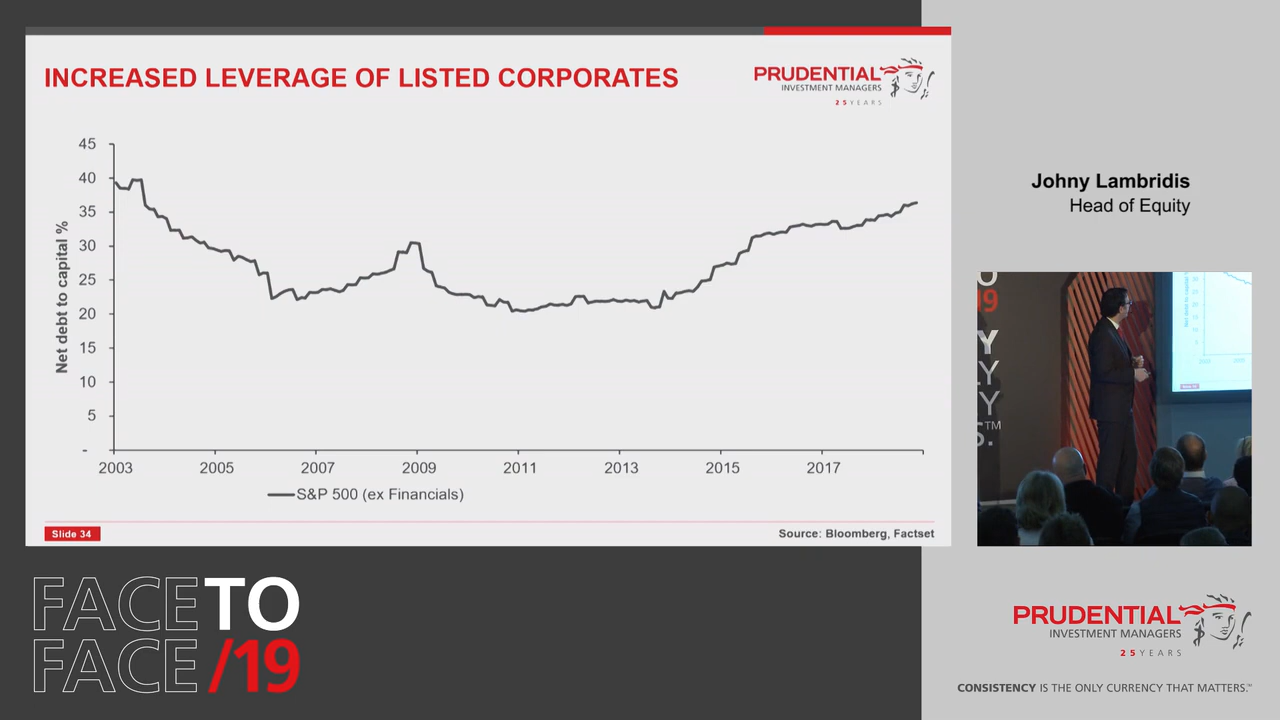 INCREASED LEVERAGE OF LISTED CORPORATES
PRUDENTIAL
INVESTMENT MANAGERS
25 YEARS
Net debt to capital %
45
40
35
30
25
20
15
10
5
-
2003 2005 2007 2009 2011 2013 2015 2017
S&P 500 (ex Financials)
Slide 34
Source: Bloomberg, Factset
Johny Lambridis
Head of Equity
O
19
Y
LY
Y
S.™
FACE TO
FACE /19
PRUDENTIAL
INVESTMENT MANAGERS
25 YEARS
CONSISTENCY IS THE ONLY CURRENCY THAT MATTERS.™